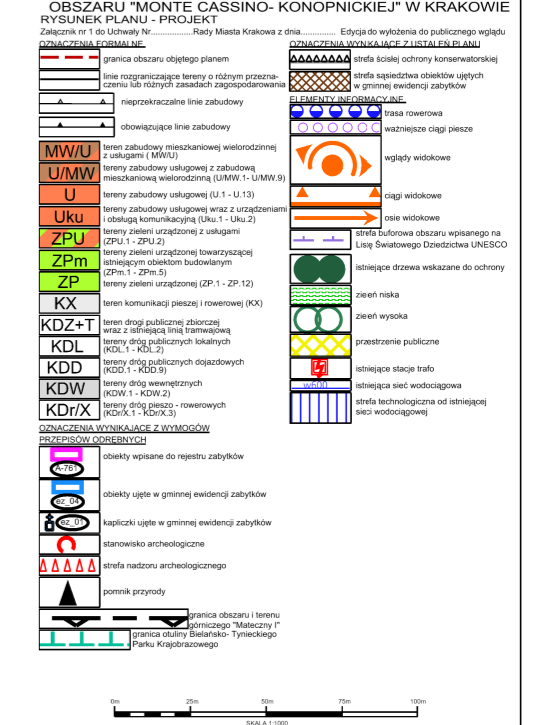 OBSZARU "MONTE CASSINO- KONOPNICKIEJ" W KRAKOWIE
RYSUNEK PLANU - PROJEKT
Załącznik nr 1 do Uchwały Nr.................Rady Miasta Krakowa z dnia............... Edycja do wyłożenia do publicznego wglądu
OZNACZENIA FORMALNE
granica obszaru objętego planem
linie rozgraniczające tereny o różnym przezna-
czeniu lub różnych zasadach zagospodarowania
nieprzekraczalne linie zabudowy
obowiązujące linie zabudowy
MW/U
teren zabudowy mieszkaniowej wielorodzinnej
z usługami ( MW/U)
U/MW
tereny zabudowy usługowej z zabudową
mieszkaniową wielorodzinną (U/MW.1- U/MW.9)
U
tereny zabudowy usługowej (U.1 - U.13)
Uku
tereny zabudowy usługowej wraz z urządzeniami
i obsługą komunikacyjną (Uku.1 - Uku.2)
ZPU
tereny zieleni urządzonej z usługami
(ZPU.1 - ZPU.2)
ZPm
tereny zieleni urządzonej towarzyszącej
istniejącym obiektom budowlanym
(ZPm.1 - ZPm.5)
ZP
tereny zieleni urządzonej (ZP.1 - ZP.12)
KX
teren komunikacji pieszej i rowerowej (KX)
KDZ+T
teren drogi publicznej zbiorczej
wraz z istniejącą linią tramwajową
KDL
tereny dróg publicznych lokalnych
(KDL.1 - KDL.2)
KDD
tereny dróg publicznych dojazdowych
(KDD.1 - KDD.9)
KDW
tereny dróg wewnętrznych
(KDW.1 - KDW.2)
KDr/X
tereny dróg pieszo - rowerowych
(KDr/X.1 - KDr/X.3)
OZNACZENIA WYNIKAJĄCE Z WYMOGÓW
PRZEPISÓW ODRĘBNYCH
A-761
obiekty wpisane do rejestru zabytków
ez_04
obiekty ujęte w gminnej ewidencji zabytków
ez_01
kapliczki ujęte w gminnej ewidencji zabytków
stanowisko archeologiczne
strefa nadzoru archeologicznego
pomnik przyrody
granica obszaru i terenu
górniczego "Mateczny I"
granica otuliny Bielańsko- Tynieckiego
Parku Krajobrazowego
OZNACZENIA WYNIKAJĄCE Z USTALEŃ PLANU
strefa ścisłej ochrony konserwatorskiej
strefa sąsiedztwa obiektów ujętych
w gminnej ewidencji zabytków
ELEMENTY INFORMACYJNE
trasa rowerowa
ważniejsze ciągi piesze
wglądy widokowe
ciągi widokowe
osie widokowe
strefa buforowa obszaru wpisanego na
Listę Światowego Dziedzictwa UNESCO
istniejące drzewa wskazane do ochrony
zieleń niska
zieleń wysoka
przestrzenie publiczne
istniejące stacje trafo
w600
istniejąca sieć wodociągowa
strefa technologiczna od istniejącej
sieci wodociągowej
0m 25m 50m 75m 100m
SKALA 1:1000